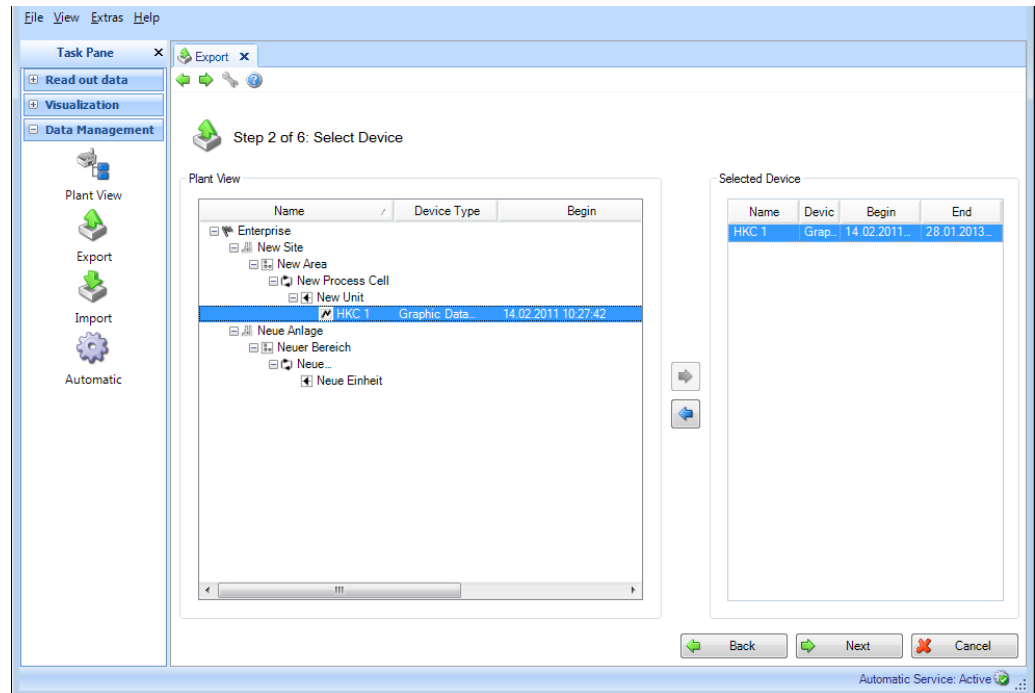 File View Extras Help
Task Pane
Export
Read out data
Visualization
Data Management
Plant View
Export
Import
Automatic
Step 2 of 6: Select Device
Plant View
Name Device Type Begin
Enterprise
New Site
New Area
New Process Cell
New Unit
HKC 1 Graphic Data... 14.02.2011 10:27:42
Neue Anlage
Neuer Bereich
Neue...
Neue Einheit
Selected Device
Name Devic Begin End
HKC 1 Grap... 14.02.2011... 28.01.2013...
Back Next Cancel
Automatic Service: Active